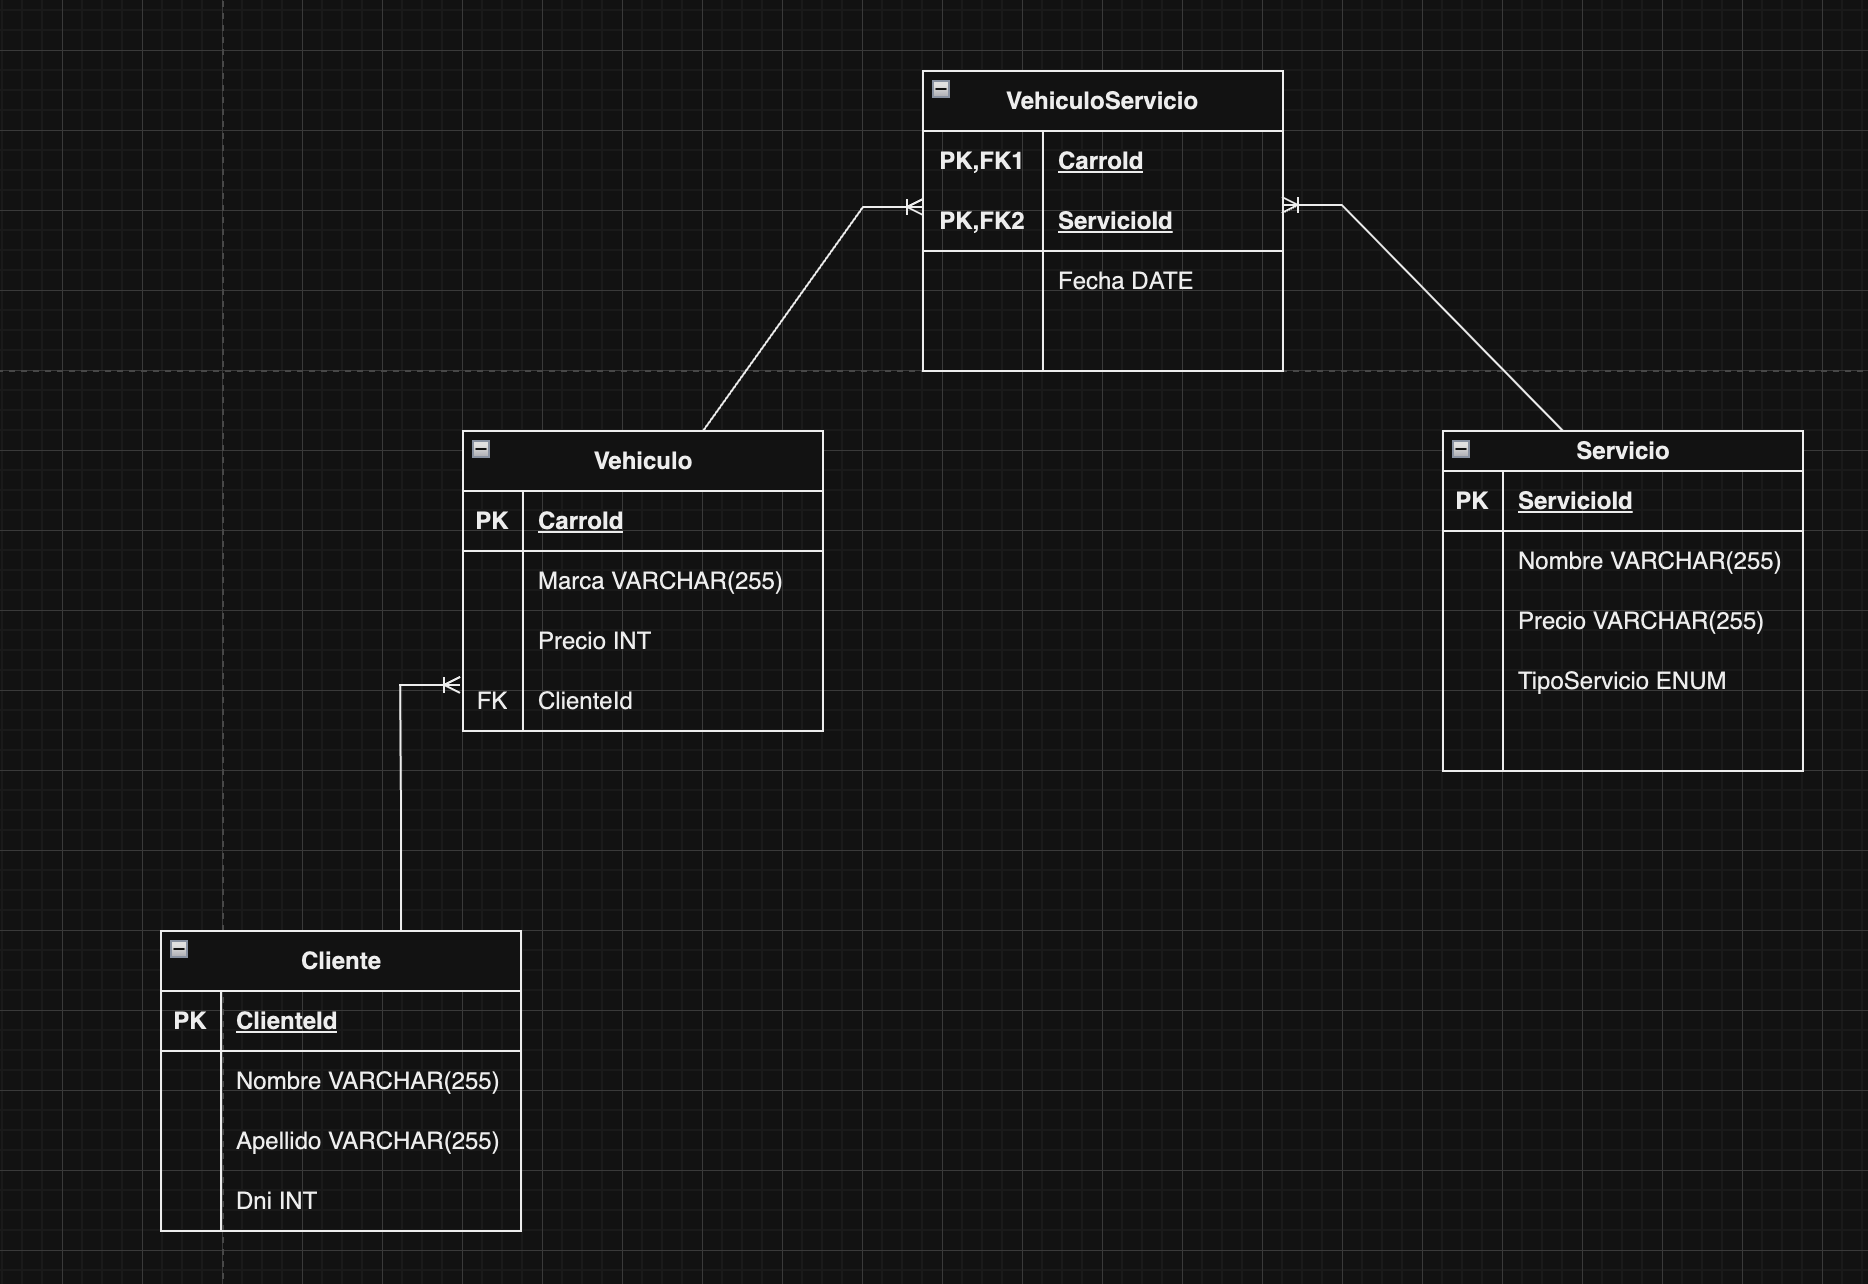 VehiculoServicio
PK,FK1 CarroId
PK,FK2 ServicioId
Fecha DATE
Vehiculo
PK CarroId
Marca VARCHAR(255)
Precio INT
FK ClienteId
Servicio
PK ServicioId
Nombre VARCHAR(255)
Precio VARCHAR(255)
TipoServicio ENUM
Cliente
PK ClienteId
Nombre VARCHAR(255)
Apellido VARCHAR(255)
Dni INT